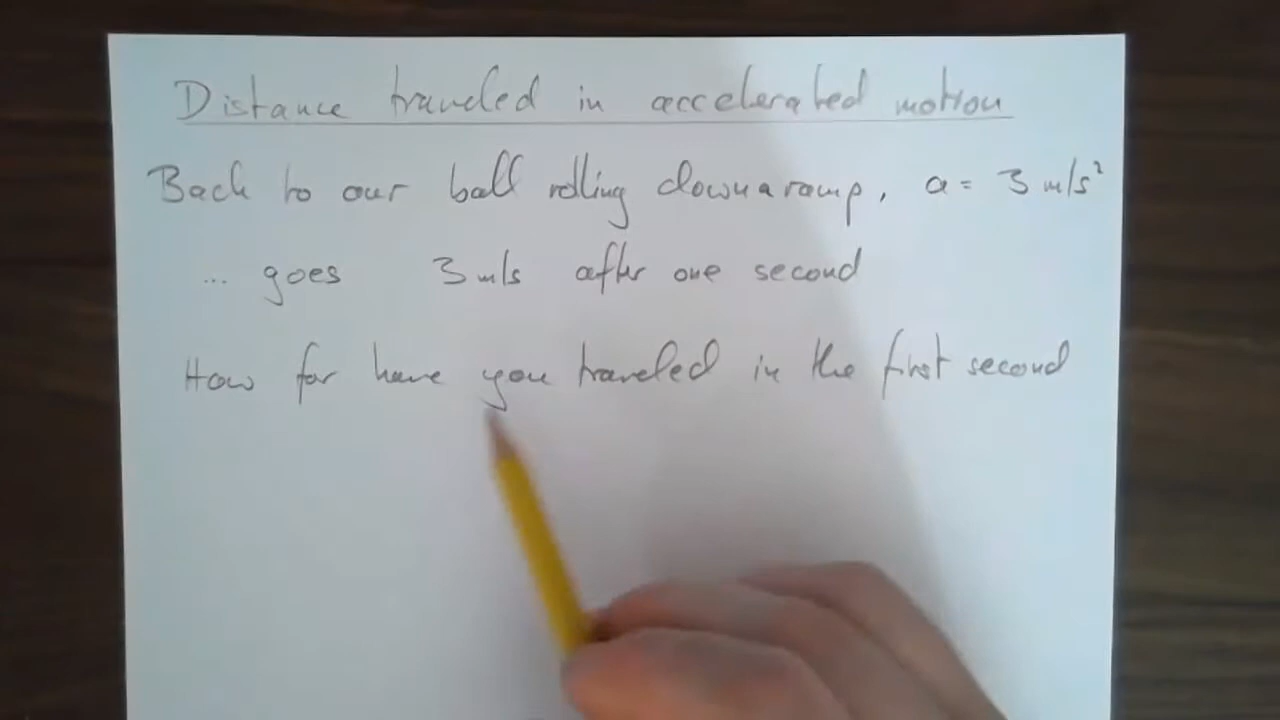 Distance traveled in accelerated motion
Back to our ball rolling down a ramp, a = 3 m/s²
... goes 3 m/s after one second
How far have you traveled in the first second